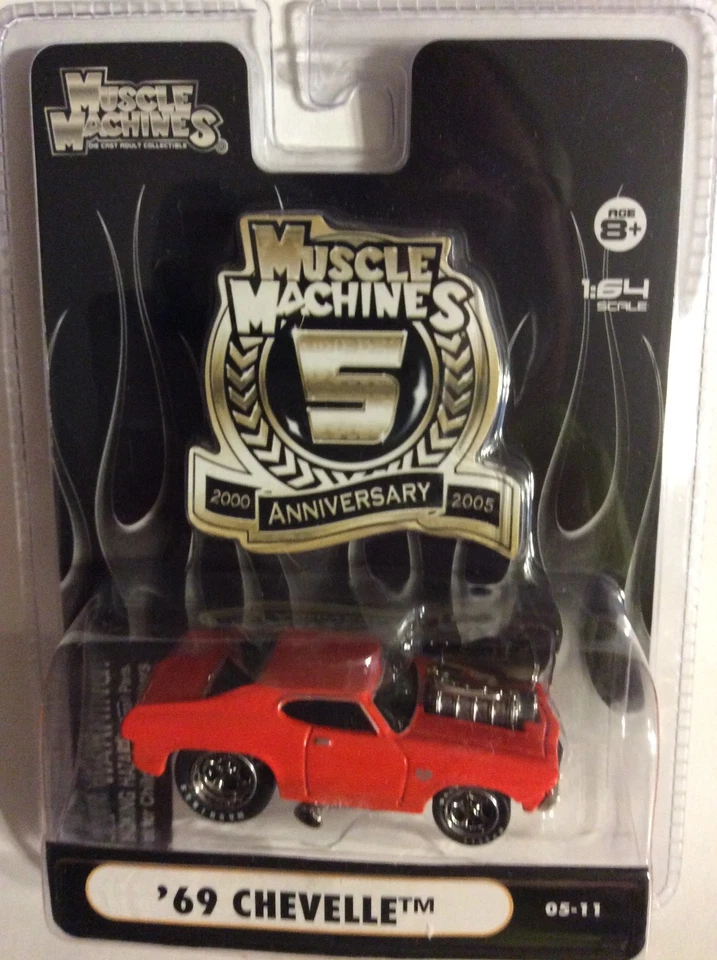 MUSCLE
MACHINES
DIE CAST ADULT COLLECTIBLE
AGE
8+
1:64
SCALE
MUSCLE
MACHINES
5
2000 ANNIVERSARY 2005
WARNING:
'69 CHEVELLE™
05-11